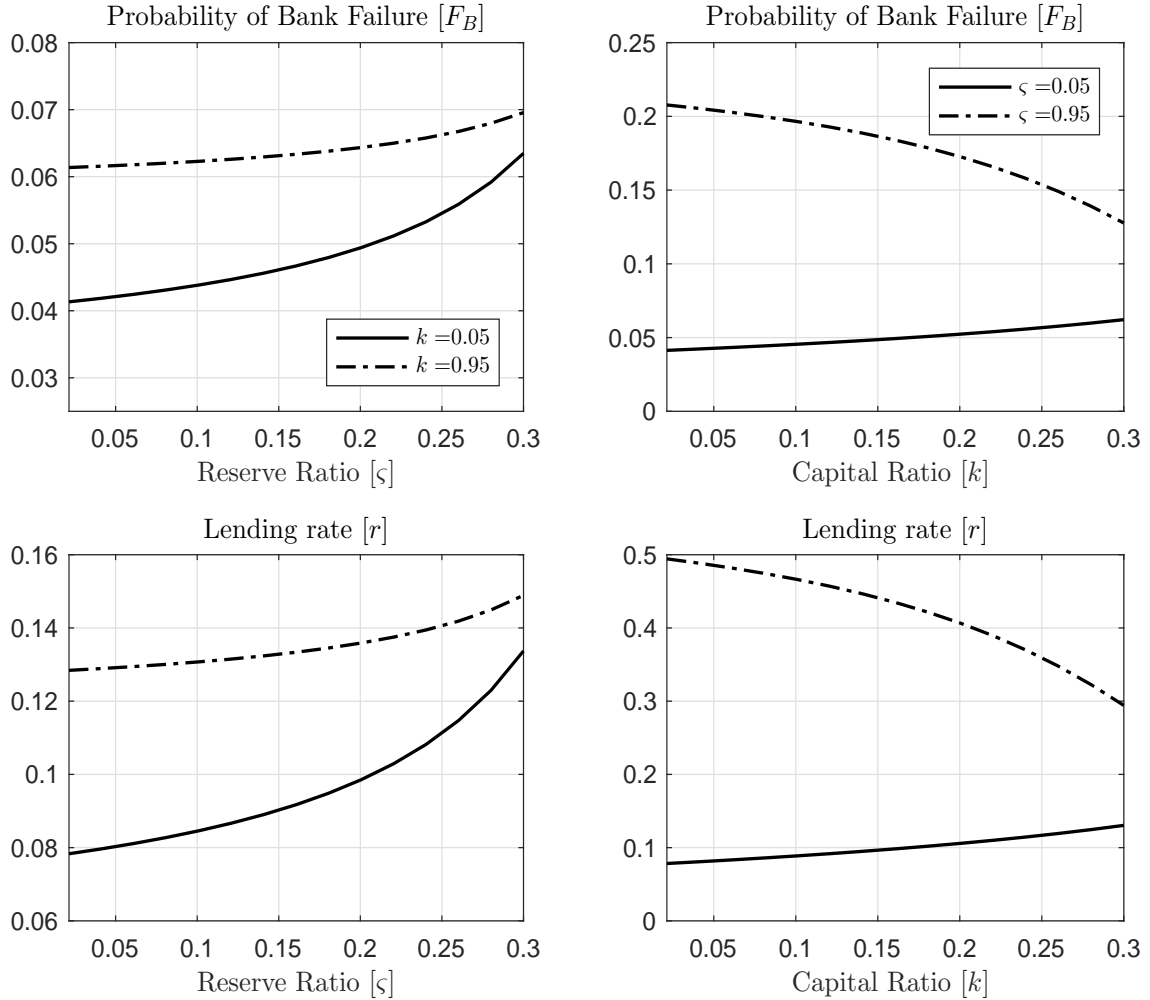 Probability of Bank Failure [F_B]
0.08
0.07
0.06
0.05
0.04
0.03
k =0.05
k =0.95
0.05 0.1 0.15 0.2 0.25 0.3
Reserve Ratio [ς]
Probability of Bank Failure [F_B]
0.25
0.2
0.15
0.1
0.05
0
ς =0.05
ς =0.95
0.05 0.1 0.15 0.2 0.25 0.3
Capital Ratio [k]
Lending rate [r]
0.16
0.14
0.12
0.1
0.08
0.06
0.05 0.1 0.15 0.2 0.25 0.3
Reserve Ratio [ς]
Lending rate [r]
0.5
0.4
0.3
0.2
0.1
0
0.05 0.1 0.15 0.2 0.25 0.3
Capital Ratio [k]